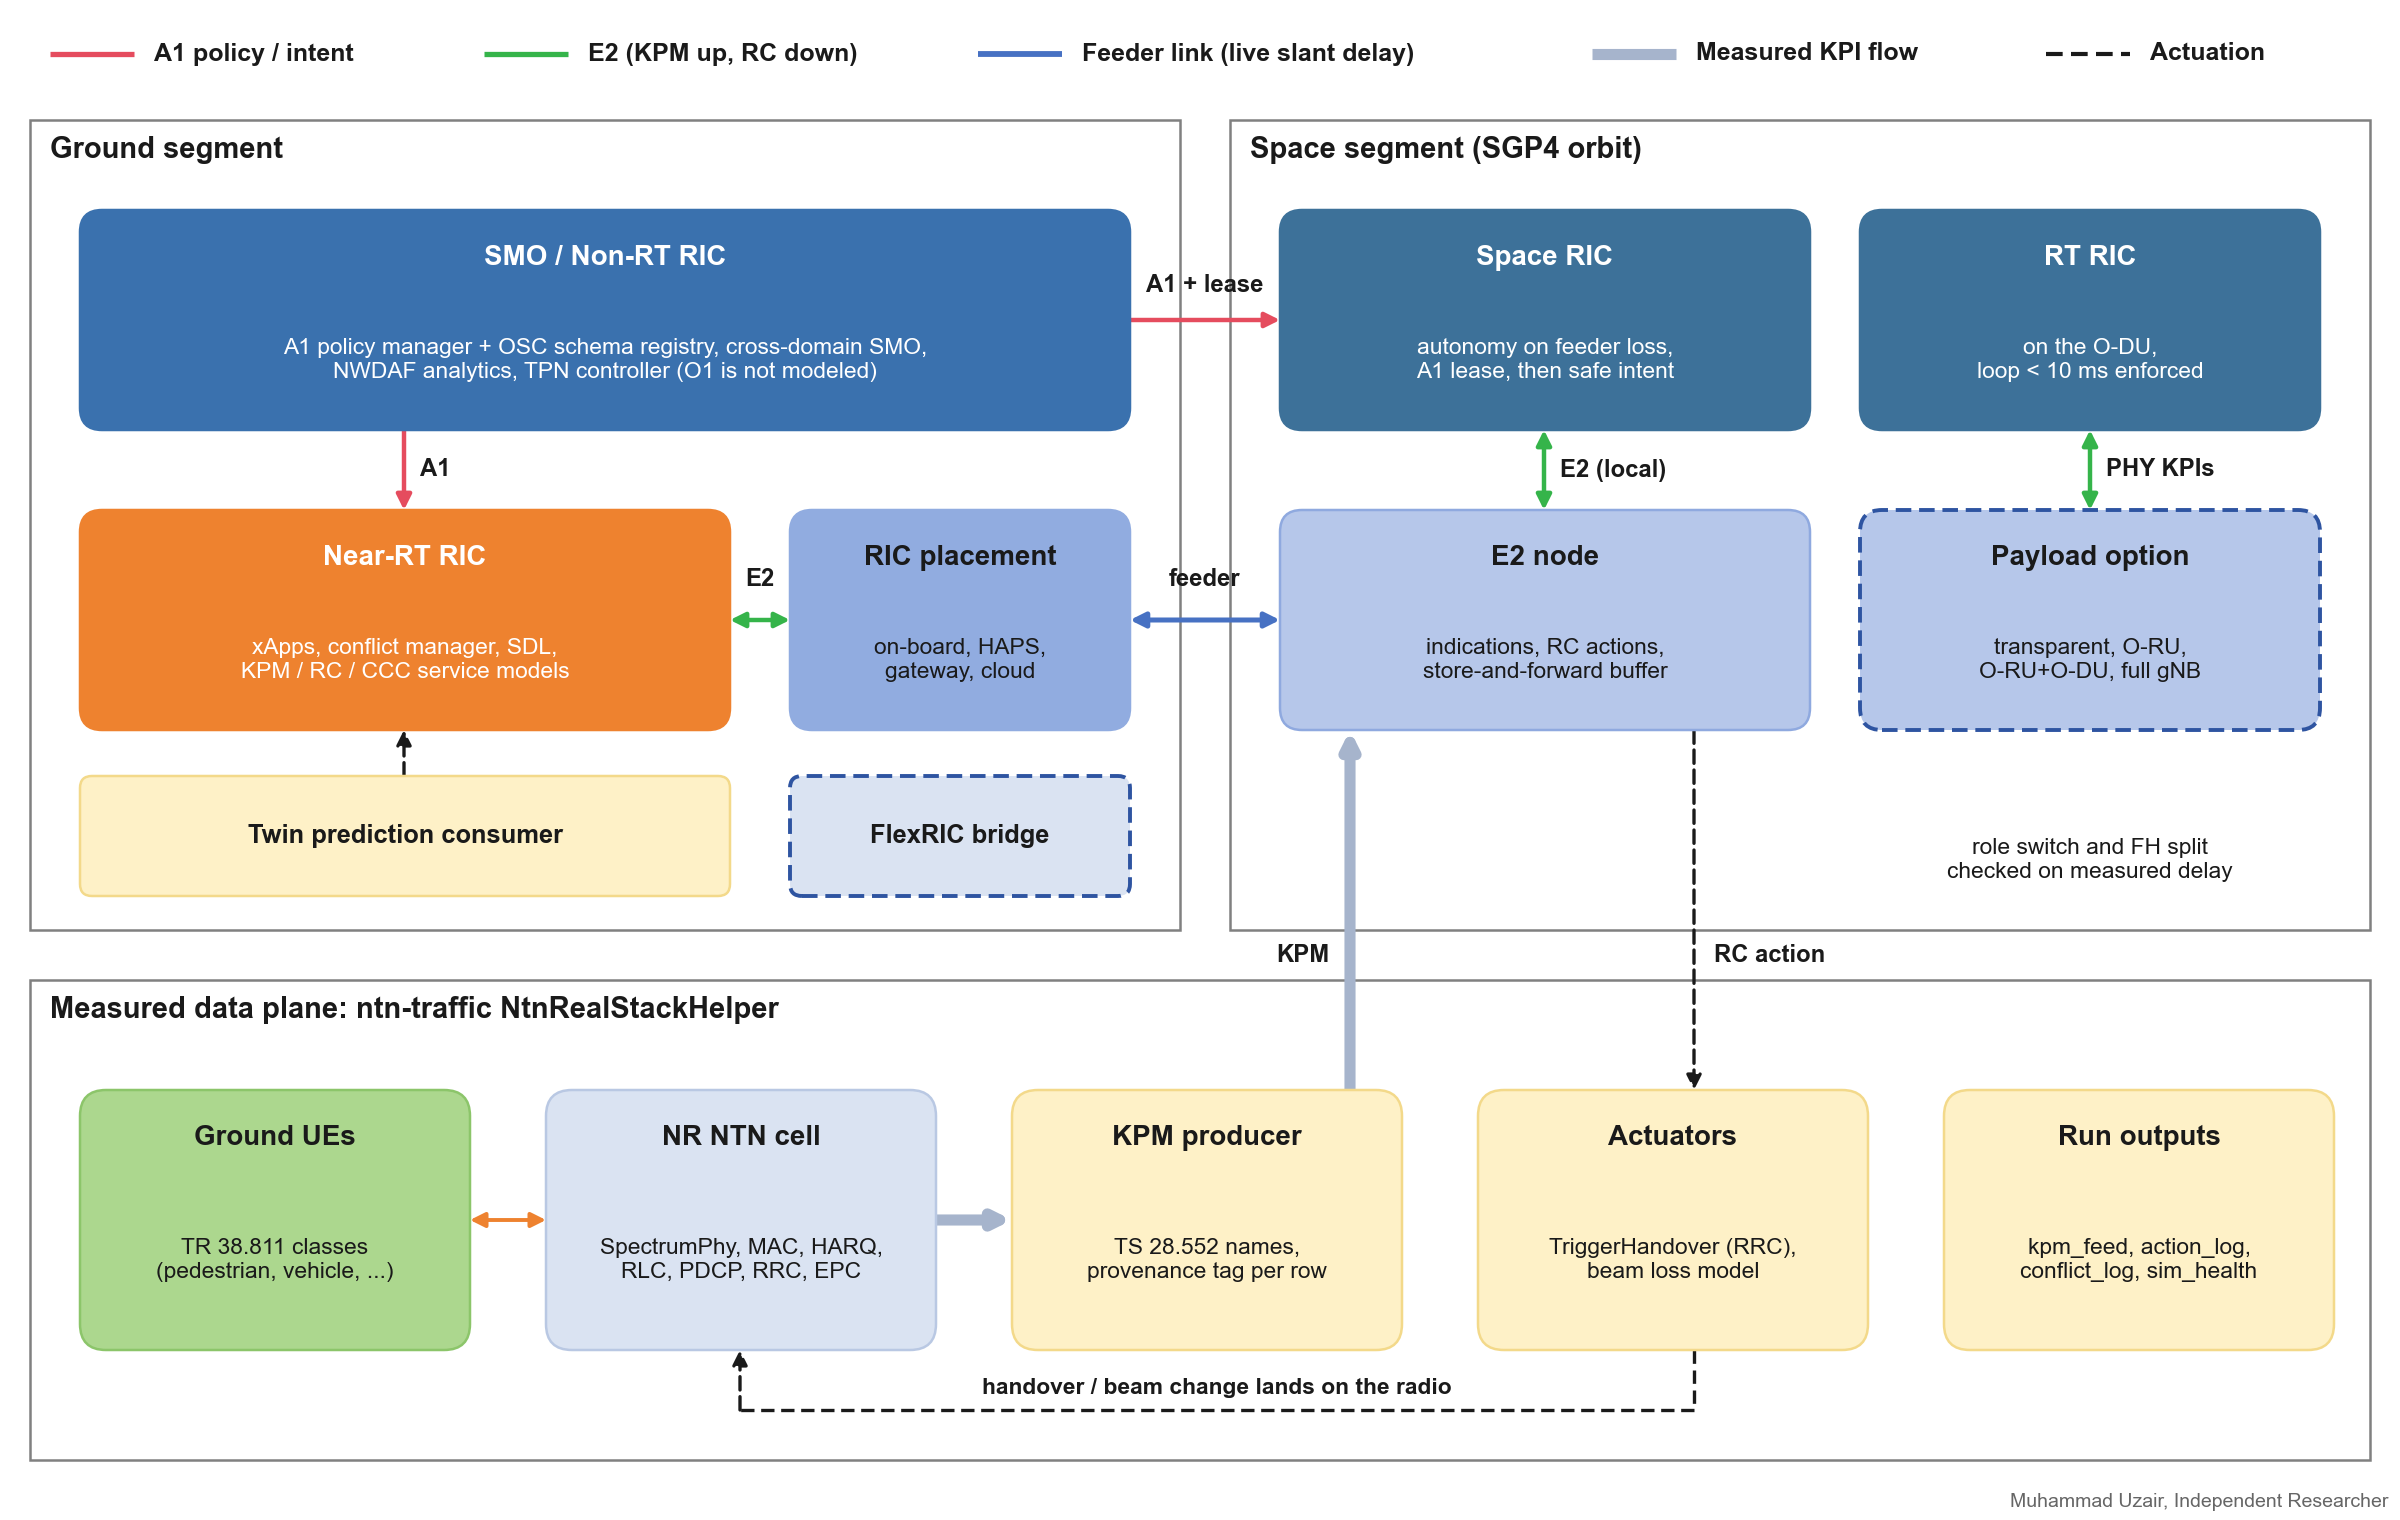 A1 policy / intent
E2 (KPM up, RC down)
Feeder link (live slant delay)
Measured KPI flow
Actuation
Ground segment
SMO / Non-RT RIC
A1 policy manager + OSC schema registry, cross-domain SMO,
NWDAF analytics, TPN controller (O1 is not modeled)
A1
Near-RT RIC
xApps, conflict manager, SDL,
KPM / RC / CCC service models
E2
RIC placement
on-board, HAPS,
gateway, cloud
Twin prediction consumer
FlexRIC bridge
A1 + lease
feeder
Space segment (SGP4 orbit)
Space RIC
autonomy on feeder loss,
A1 lease, then safe intent
RT RIC
on the O-DU,
loop < 10 ms enforced
E2 (local)
PHY KPIs
E2 node
indications, RC actions,
store-and-forward buffer
Payload option
transparent, O-RU,
O-RU+O-DU, full gNB
role switch and FH split
checked on measured delay
KPM
RC action
Measured data plane: ntn-traffic NtnRealStackHelper
Ground UEs
TR 38.811 classes
(pedestrian, vehicle, ...)
NR NTN cell
SpectrumPhy, MAC, HARQ,
RLC, PDCP, RRC, EPC
KPM producer
TS 28.552 names,
provenance tag per row
Actuators
TriggerHandover (RRC),
beam loss model
Run outputs
kpm_feed, action_log,
conflict_log, sim_health
handover / beam change lands on the radio
Muhammad Uzair, Independent Researcher